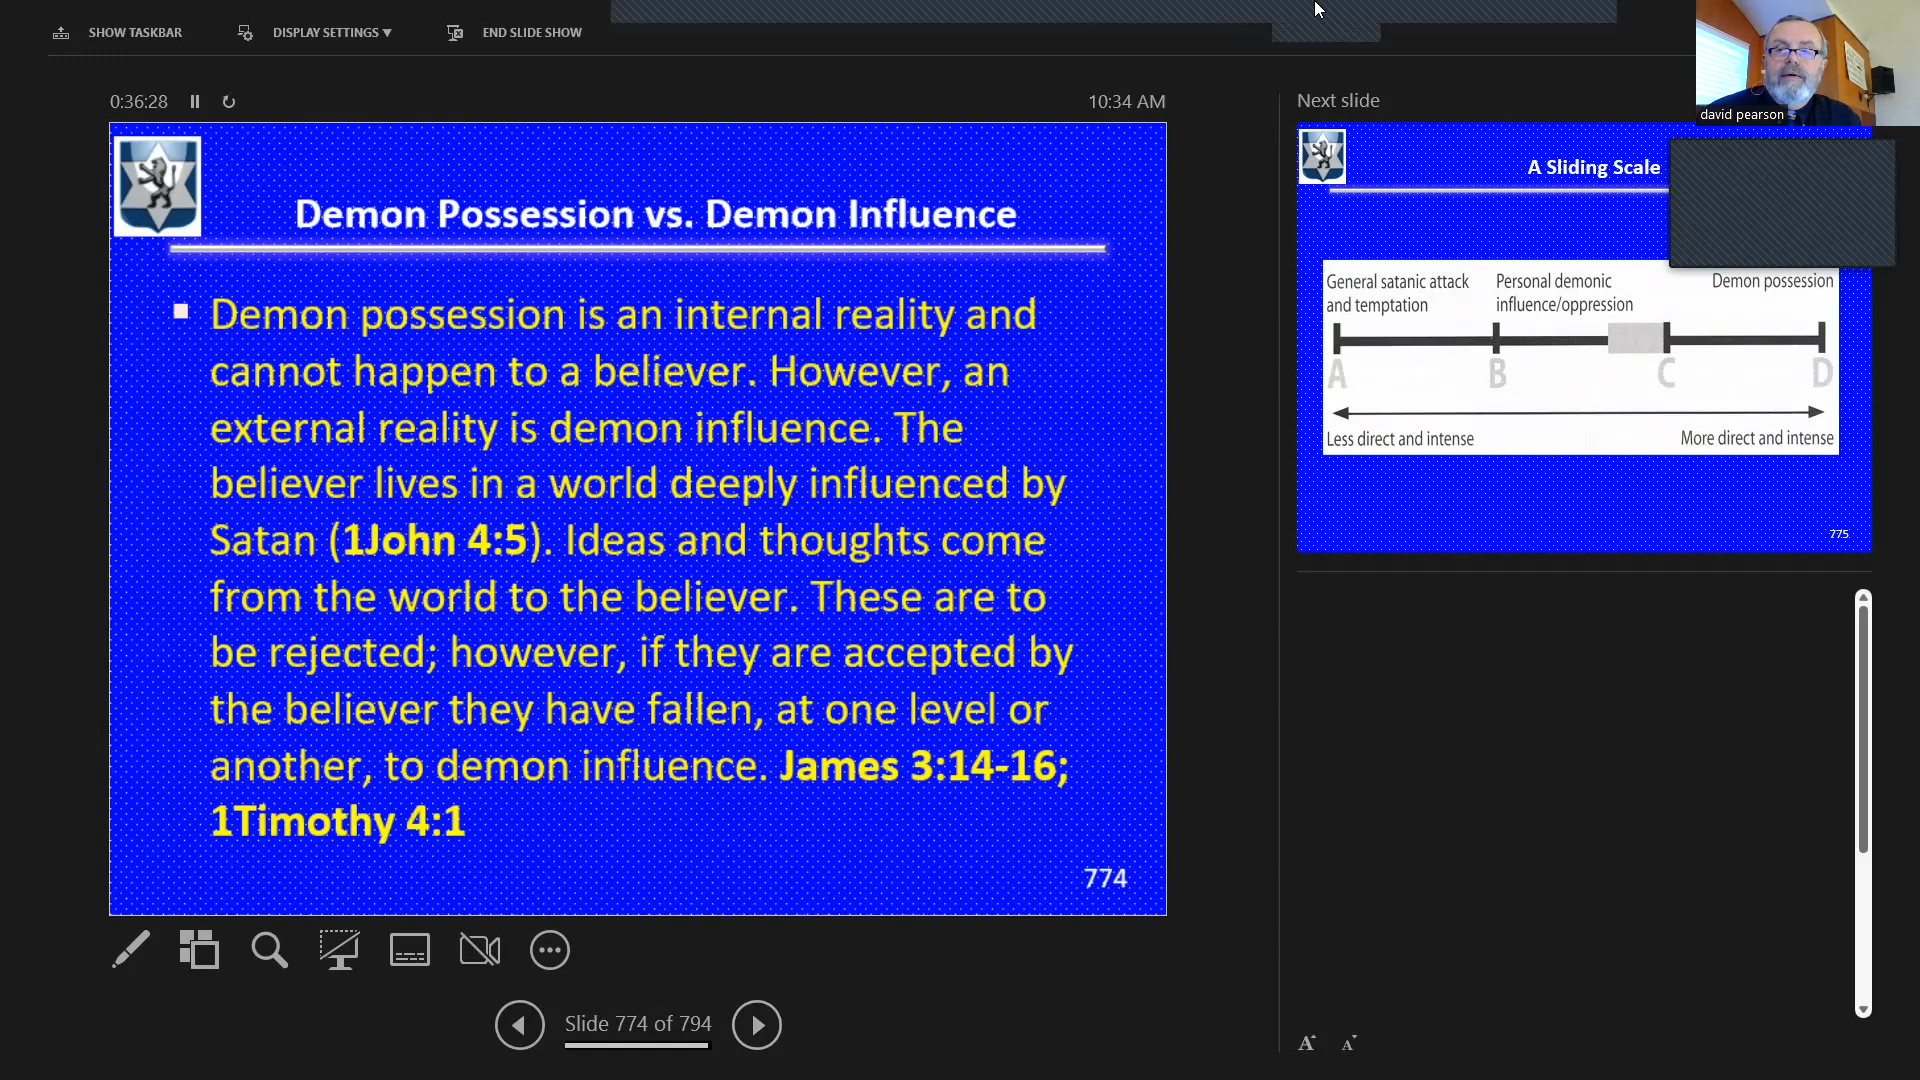 SHOW TASKBAR
DISPLAY SETTINGS ▼
END SLIDE SHOW
david pearson
0:36:28
10:34 AM
Demon Possession vs. Demon Influence
Demon possession is an internal reality and
cannot happen to a believer. However, an
external reality is demon influence. The
believer lives in a world deeply influenced by
Satan (1John 4:5). Ideas and thoughts come
from the world to the believer. These are to
be rejected; however, if they are accepted by
the believer they have fallen, at one level or
another, to demon influence. James 3:14-16;
1Timothy 4:1
774
Slide 774 of 794
Next slide
A Sliding Scale
General satanic attack
and temptation
Personal demonic
influence/oppression
Demon possession
A B C D
Less direct and intense
More direct and intense
775
A A